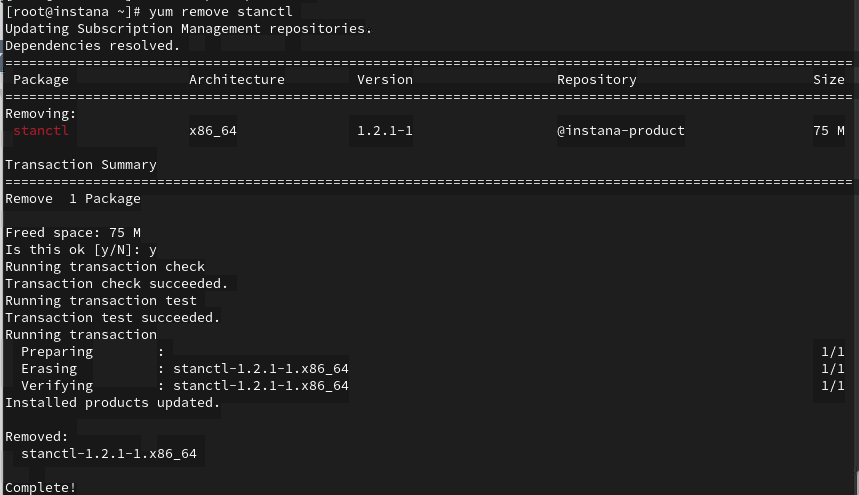 [root@instana ~]# yum remove stanctl
Updating Subscription Management repositories.
Dependencies resolved.
==========================================================================================================
Package Architecture Version Repository Size
==========================================================================================================
Removing:
stanctl x86_64 1.2.1-1 @instana-product 75 M
Transaction Summary
==========================================================================================================
Remove  1 Package
Freed space: 75 M
Is this ok [y/N]: y
Running transaction check
Transaction check succeeded.
Running transaction test
Transaction test succeeded.
Running transaction
Preparing : 1/1
Erasing : stanctl-1.2.1-1.x86_64 1/1
Verifying : stanctl-1.2.1-1.x86_64 1/1
Installed products updated.
Removed:
stanctl-1.2.1-1.x86_64
Complete!